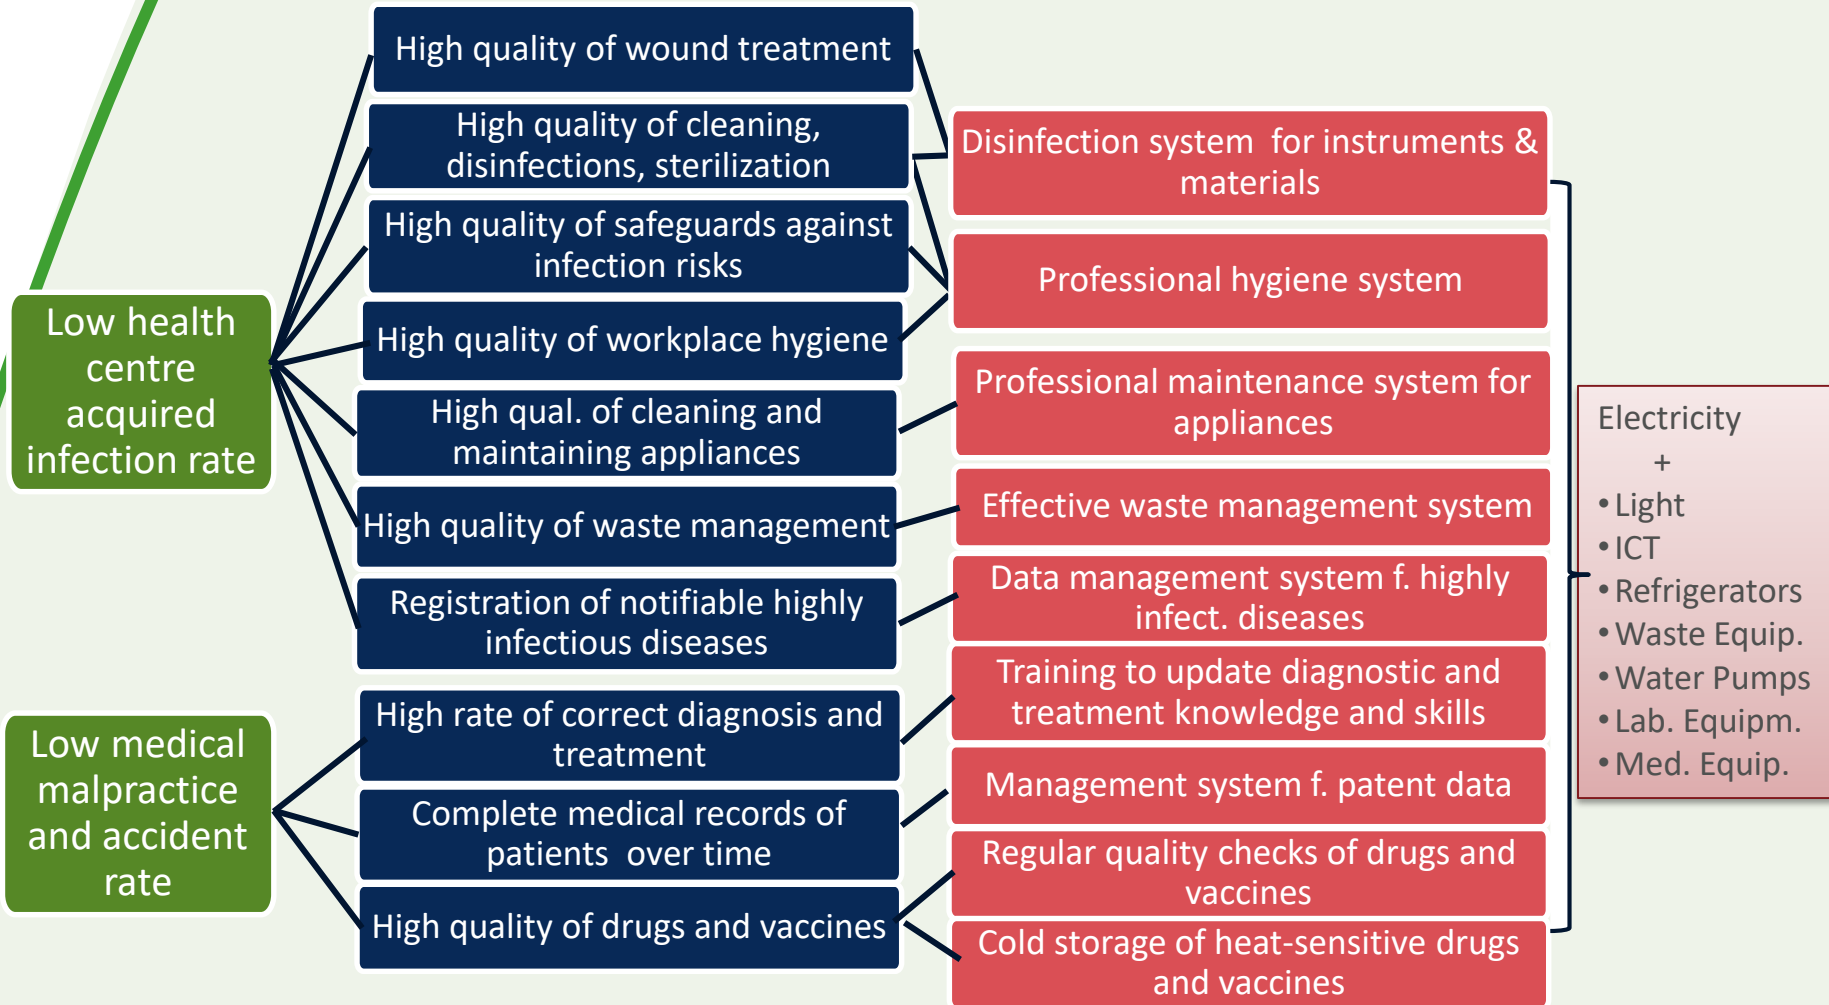 Low health
centre
acquired
infection rate
Low medical
malpractice
and accident
rate
High quality of wound treatment
High quality of cleaning,
disinfections, sterilization
High quality of safeguards against
infection risks
High quality of workplace hygiene
High qual. of cleaning and
maintaining appliances
High quality of waste management
Registration of notifiable highly
infectious diseases
High rate of correct diagnosis and
treatment
Complete medical records of
patients over time
High quality of drugs and vaccines
Disinfection system for instruments &
materials
Professional hygiene system
Professional maintenance system for
appliances
Effective waste management system
Data management system f. highly
infect. diseases
Training to update diagnostic and
treatment knowledge and skills
Management system f. patent data
Regular quality checks of drugs and
vaccines
Cold storage of heat-sensitive drugs
and vaccines
Electricity
+
•Light
•ICT
•Refrigerators
•Waste Equip.
•Water Pumps
•Lab. Equipm.
•Med. Equip.